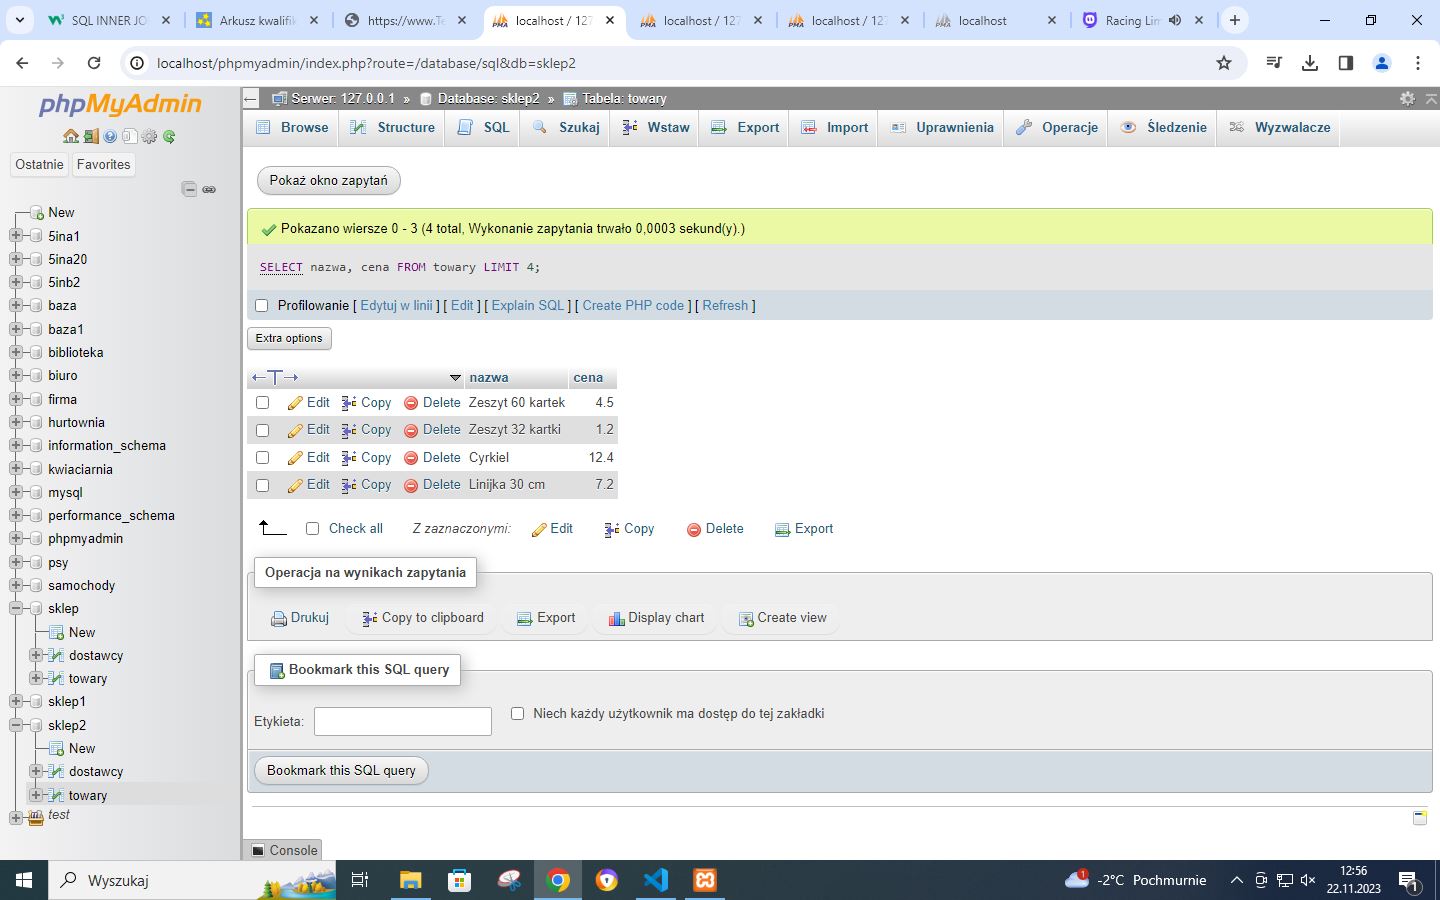 SQL INNER JO
Arkusz kwalifik
https://www.Te
localhost / 127
localhost / 127
localhost / 127
localhost
Racing Lim
localhost/phpmyadmin/index.php?route=/database/sql&db=sklep2
phpMyAdmin
Ostatnie
Favorites
New
5ina1
5ina20
5inb2
baza
baza1
biblioteka
biuro
firma
hurtownia
information_schema
kwiaciarnia
mysql
performance_schema
phpmyadmin
psy
samochody
sklep
New
dostawcy
towary
sklep1
sklep2
New
dostawcy
towary
test
Serwer: 127.0.0.1 » Database: sklep2 » Tabela: towary
Browse Structure SQL Szukaj Wstaw Export Import Uprawnienia Operacje Śledzenie Wyzwalacze
Pokaż okno zapytań
Pokazano wiersze 0 - 3 (4 total, Wykonanie zapytania trwało 0,0003 sekund(y).)
SELECT nazwa, cena FROM towary LIMIT 4;
Profilowanie [ Edytuj w linii ] [ Edit ] [ Explain SQL ] [ Create PHP code ] [ Refresh ]
Extra options
nazwa cena
Edit Copy Delete Zeszyt 60 kartek 4.5
Edit Copy Delete Zeszyt 32 kartki 1.2
Edit Copy Delete Cyrkiel 12.4
Edit Copy Delete Linijka 30 cm 7.2
Check all Z zaznaczonymi: Edit Copy Delete Export
Operacja na wynikach zapytania
Drukuj Copy to clipboard Export Display chart Create view
Bookmark this SQL query
Etykieta: Niech każdy użytkownik ma dostęp do tej zakładki
Bookmark this SQL query
Console
Wyszukaj
1
-2°C Pochmurnie
12:56
22.11.2023
1